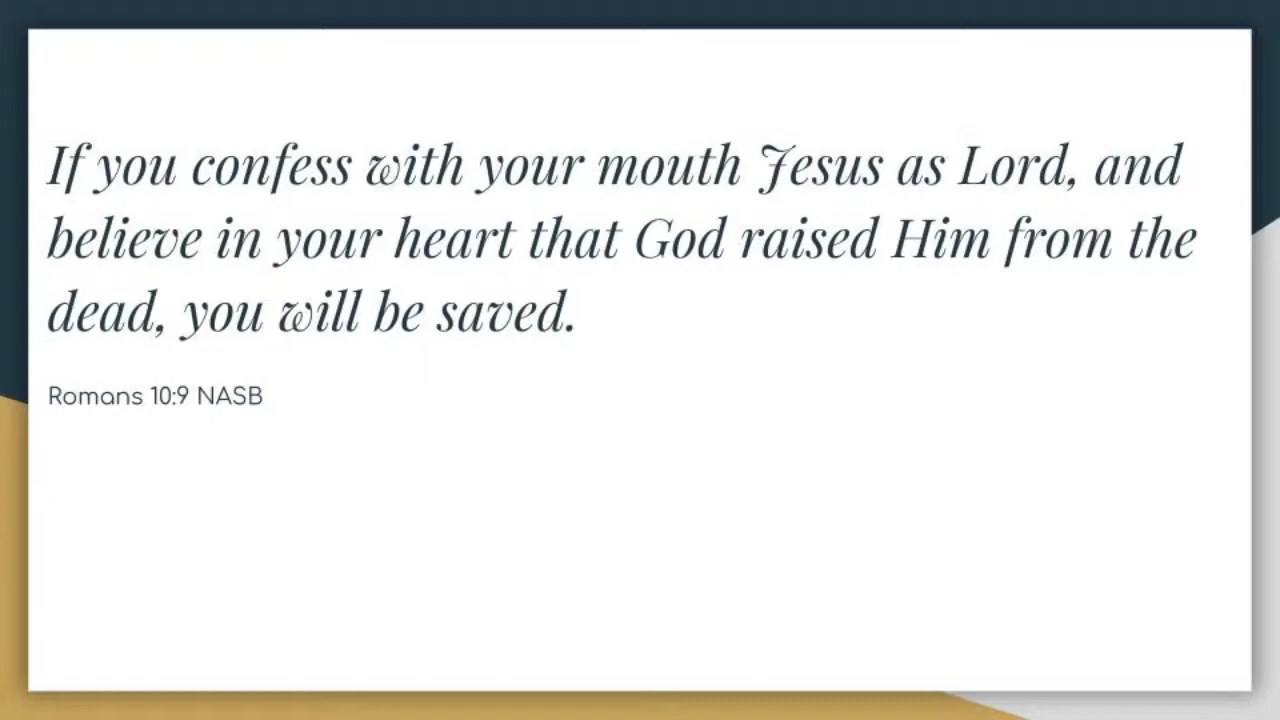 If you confess with your mouth Jesus as Lord, and
believe in your heart that God raised Him from the
dead, you will be saved.
Romans 10:9 NASB